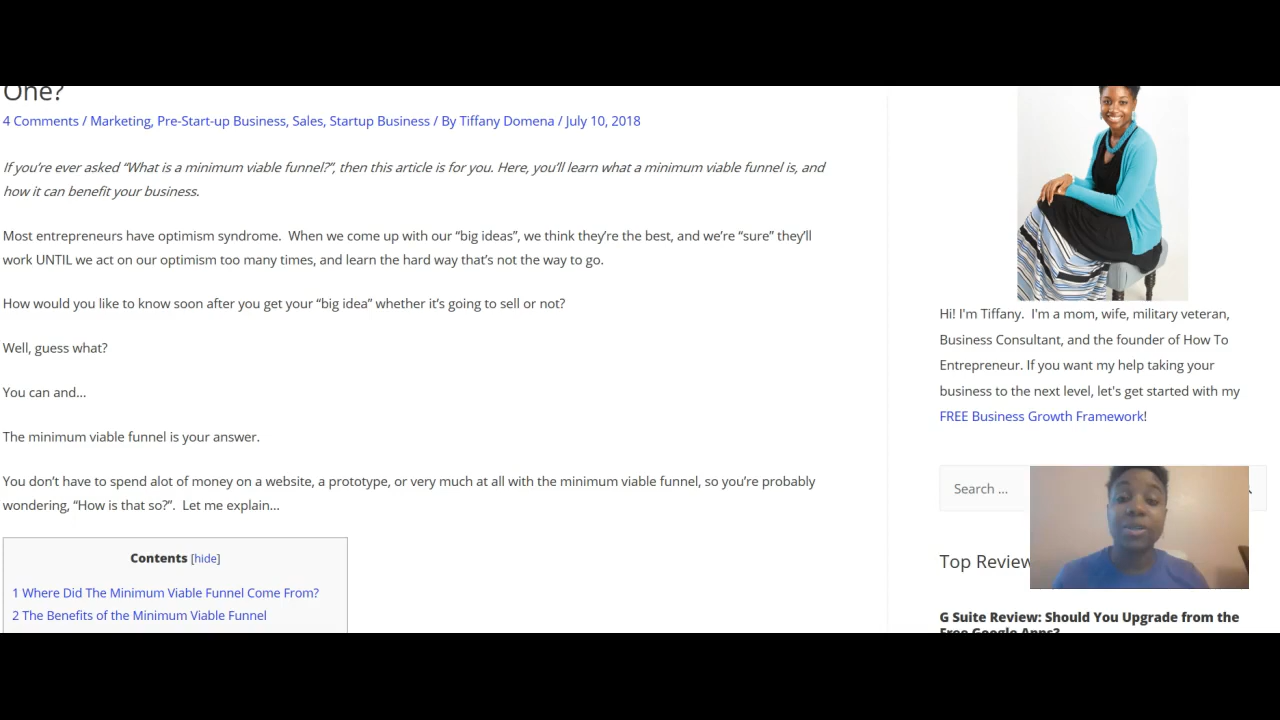 One?
4 Comments / Marketing, Pre-Start-up Business, Sales, Startup Business / By Tiffany Domena / July 10, 2018
If you’re ever asked “What is a minimum viable funnel?”, then this article is for you. Here, you’ll learn what a minimum viable funnel is, and
how it can benefit your business.
Most entrepreneurs have optimism syndrome.  When we come up with our “big ideas”, we think they’re the best, and we’re “sure” they’ll
work UNTIL we act on our optimism too many times, and learn the hard way that’s not the way to go.
How would you like to know soon after you get your “big idea” whether it’s going to sell or not?
Well, guess what?
You can and…
The minimum viable funnel is your answer.
You don’t have to spend alot of money on a website, a prototype, or very much at all with the minimum viable funnel, so you’re probably
wondering, “How is that so?”.  Let me explain…
Contents [hide]
1 Where Did The Minimum Viable Funnel Come From?
2 The Benefits of the Minimum Viable Funnel
Hi! I'm Tiffany.  I'm a mom, wife, military veteran,
Business Consultant, and the founder of How To
Entrepreneur. If you want my help taking your
business to the next level, let's get started with my
FREE Business Growth Framework!
Search ...
Top Review
G Suite Review: Should You Upgrade from the
Free Google Apps?